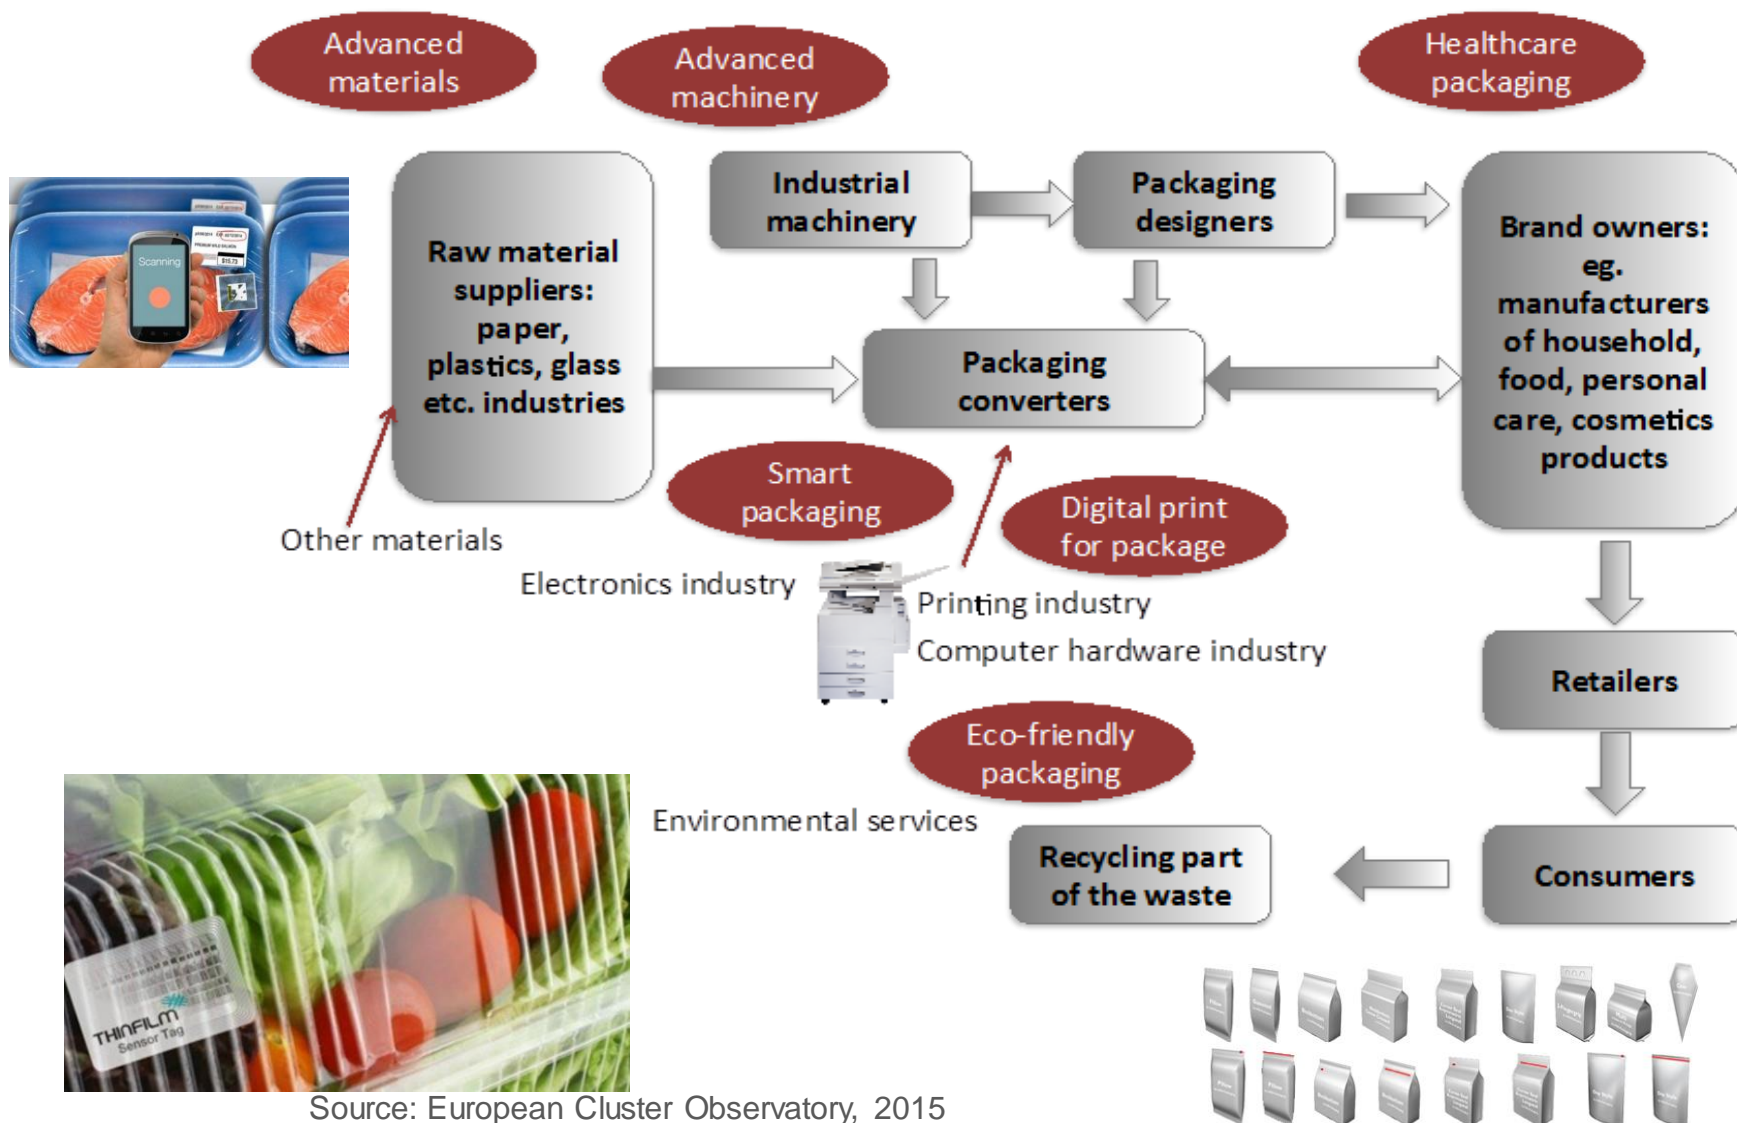 Advanced
materials
Advanced
machinery
Healthcare
packaging
Industrial
machinery
Packaging
designers
Raw material
suppliers:
paper,
plastics, glass
etc. industries
Brand owners:
eg.
manufacturers
of household,
food, personal
care, cosmetics
products
Scanning
$15.73
Packaging
converters
Smart
packaging
Digital print
for package
Other materials
Electronics industry
Printing industry
Computer hardware industry
Retailers
Eco-friendly
packaging
Environmental services
Recycling part
of the waste
Consumers
THINFILM
Sensor Tag
Source: European Cluster Observatory, 2015